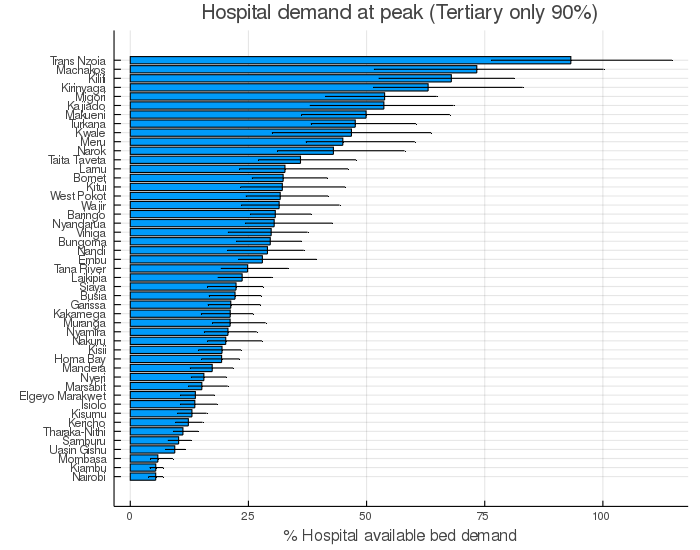 Hospital demand at peak (Tertiary only 90%)
Trans Nzoia
Machakos
Kilifi
Kirinyaga
Migori
Kajiado
Makueni
Turkana
Kwale
Meru
Narok
Taita Taveta
Lamu
Bomet
Kitui
West Pokot
Wajir
Baringo
Nyandarua
Vihiga
Bungoma
Nandi
Embu
Tana River
Laikipia
Siaya
Busia
Garissa
Kakamega
Muranga
Nyamira
Nakuru
Kisii
Homa Bay
Mandera
Nyeri
Marsabit
Elgeyo Marakwet
Isiolo
Kisumu
Kericho
Tharaka-Nithi
Samburu
Uasin Gishu
Mombasa
Kiambu
Nairobi
0 25 50 75 100
% Hospital available bed demand